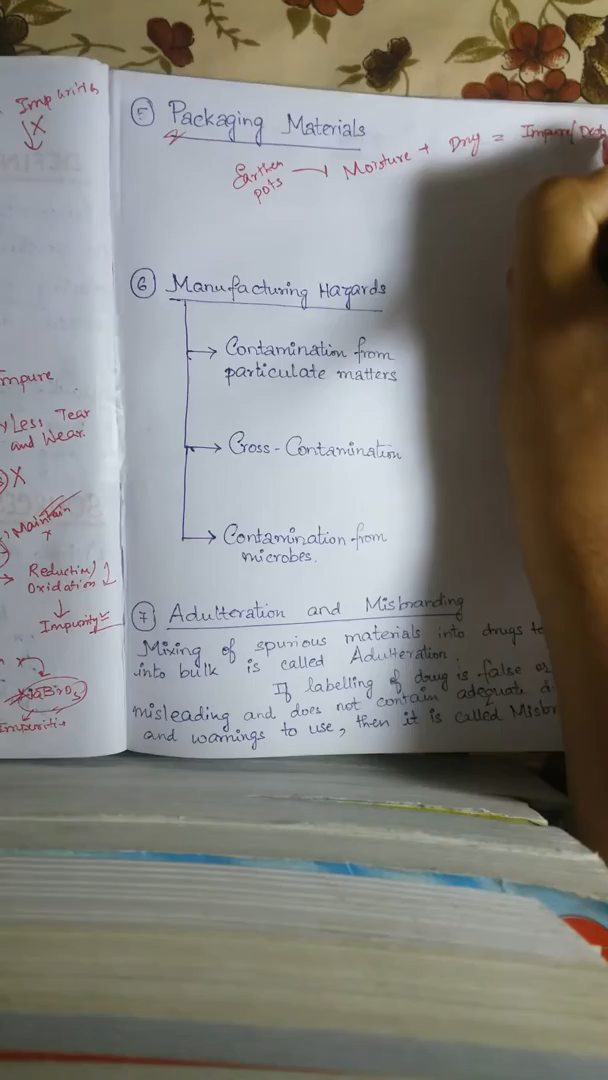 Impurities
X
Impure
Less Tear
and Wear.
X
Maintain
x
Reduction/
Oxidation
Impurity
⑤ Packaging Materials
Earthen pots → Moisture + Drug = Impure/
⑥ Manufacturing Hazards
→ Contamination from
particulate matters
→ Cross-Contamination
→ Contamination from
microbes.
⑦ Adulteration and Misbranding
Mixing of spurious materials into drugs
into bulk is called Adulteration.
If labelling of drug is false or
misleading and does not contain adequate
and warnings to use, then it is called